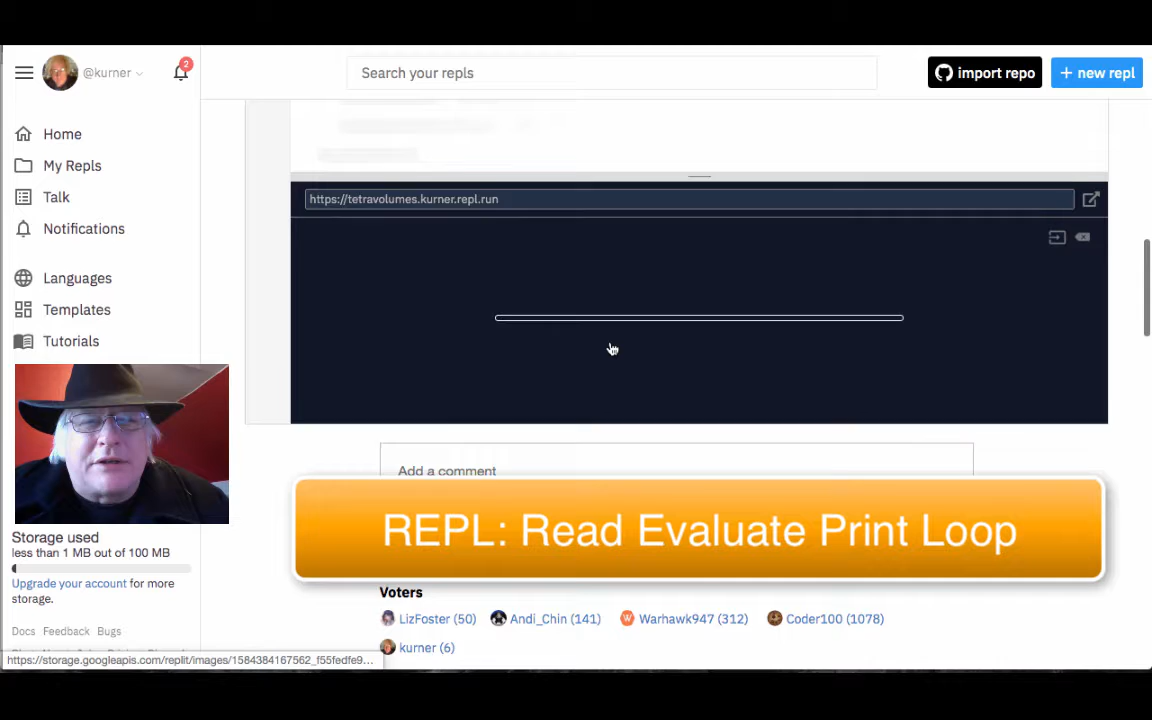 @kurner
2
Search your repls
import repo
+ new repl
Home
My Repls
Talk
Notifications
Languages
Templates
Tutorials
https://tetravolumes.kurner.repl.run
Add a comment
REPL: Read Evaluate Print Loop
Storage used
less than 1 MB out of 100 MB
Upgrade your account for more
storage.
Voters
LizFoster (50)
Andi_Chin (141)
Warhawk947 (312)
Coder100 (1078)
kurner (6)
Docs Feedback Bugs
https://storage.googleapis.com/replit/images/1584384167562_f55fedfe9...